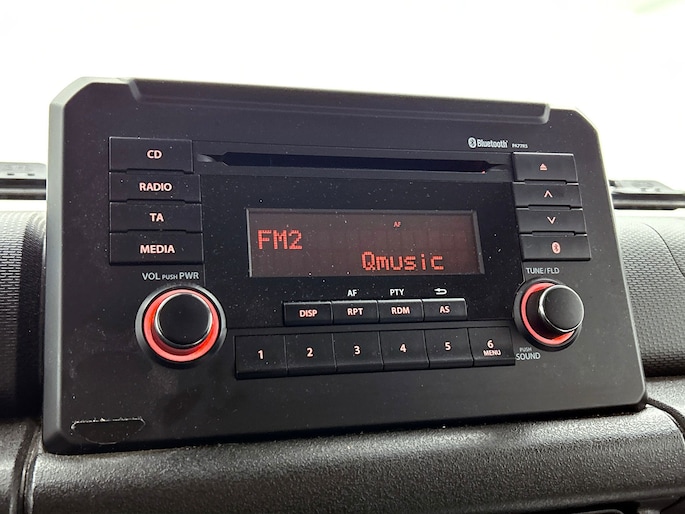 Bluetooth PA77R3
CD
RADIO
TA
MEDIA
AF
FM2
Qmusic
VOL PUSH PWR
TUNE/FLD
AF PTY
DISP RPT RDM AS
1 2 3 4 5 6
MENU
PUSH
SOUND